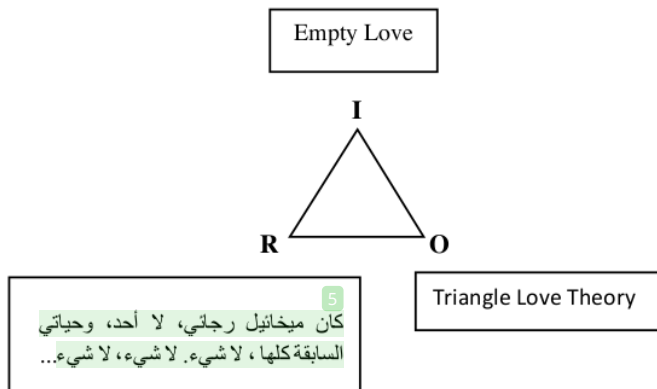 Empty Love
I
R
O
5
كان ميخائيل رجائي، لا أحد، وحياتي
السابقة كلها ، لا شيء. لا شيء، لا شيء...
Triangle Love Theory